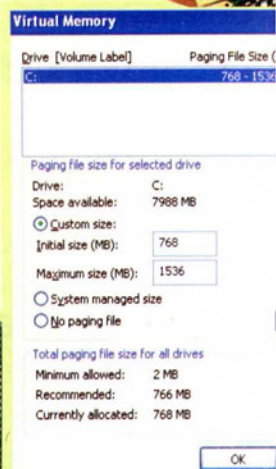 Virtual Memory
Drive [Volume Label] Paging File Size (
C: 768 - 1536
Paging file size for selected drive
Drive: C:
Space available: 7988 MB
Custom size:
Initial size (MB): 768
Maximum size (MB): 1536
System managed size
No paging file
Total paging file size for all drives
Minimum allowed: 2 MB
Recommended: 766 MB
Currently allocated: 768 MB
OK